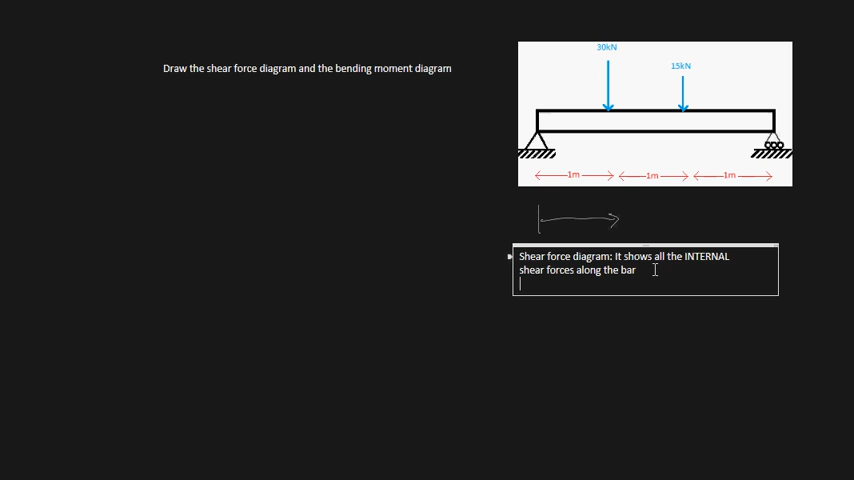 Draw the shear force diagram and the bending moment diagram
30kN
15kN
1m
1m
1m
Shear force diagram: It shows all the INTERNAL
shear forces along the bar